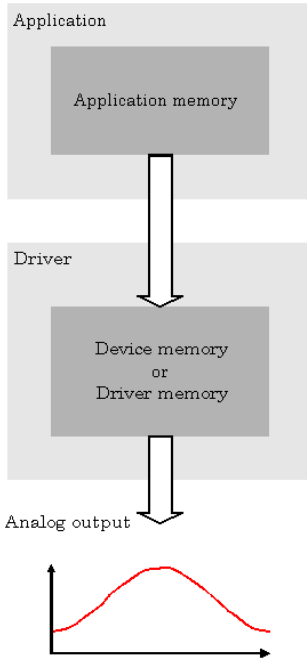 Application
Application memory
Driver
Device memory
or
Driver memory
Analog output